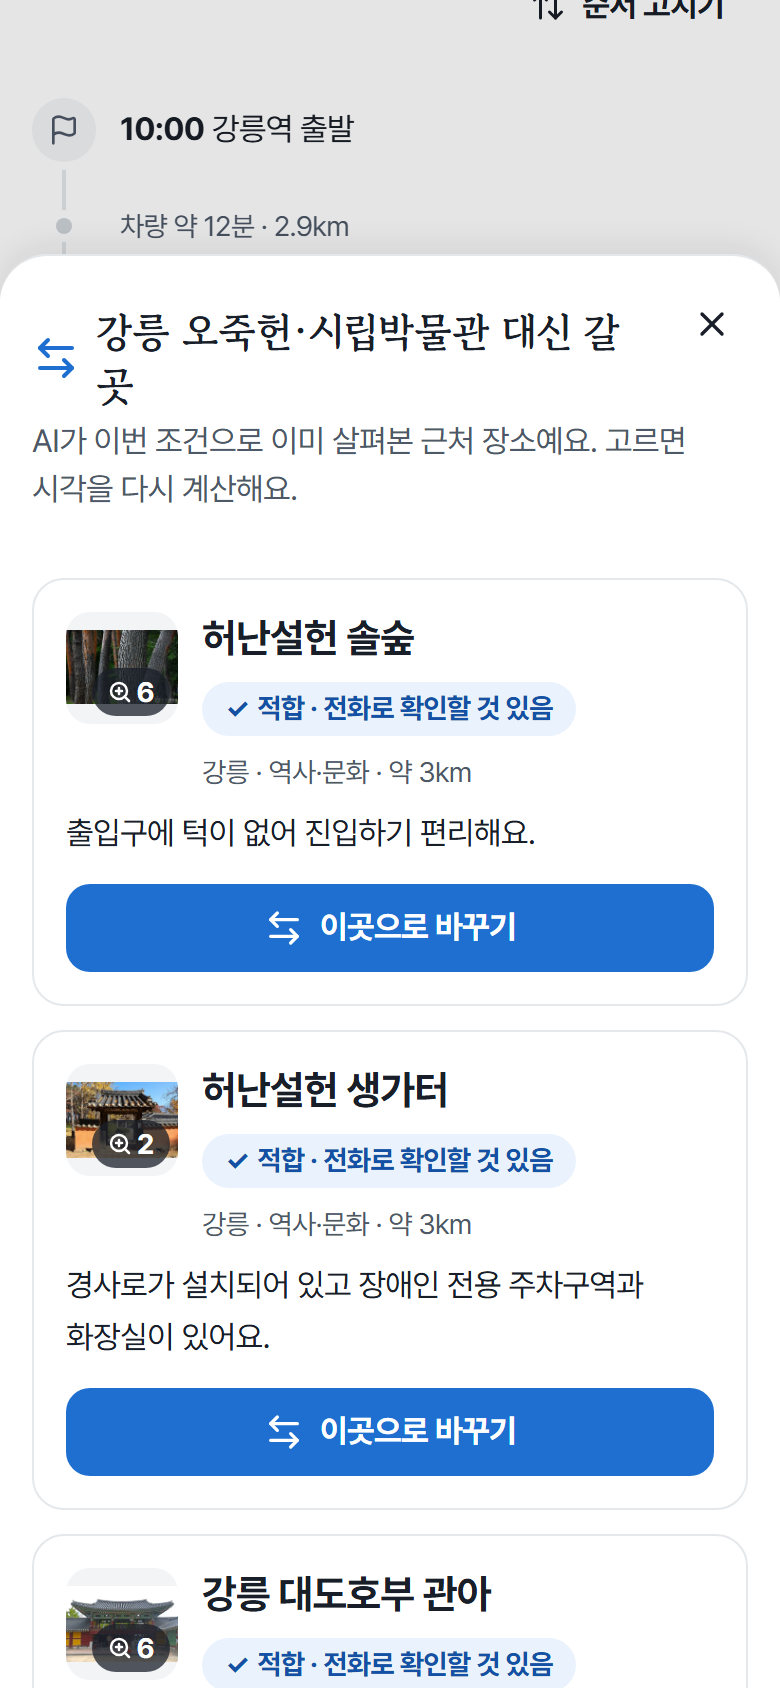 순서 고치기
10:00 강릉역 출발
차량 약 12분 · 2.9km
강릉 오죽헌·시립박물관 대신 갈
곳
AI가 이번 조건으로 이미 살펴본 근처 장소예요. 고르면
시각을 다시 계산해요.
허난설헌 솔숲
6
적합 · 전화로 확인할 것 있음
강릉 · 역사·문화 · 약 3km
출입구에 턱이 없어 진입하기 편리해요.
이곳으로 바꾸기
허난설헌 생가터
2
적합 · 전화로 확인할 것 있음
강릉 · 역사·문화 · 약 3km
경사로가 설치되어 있고 장애인 전용 주차구역과
화장실이 있어요.
이곳으로 바꾸기
강릉 대도호부 관아
6
적합 · 전화로 확인할 것 있음